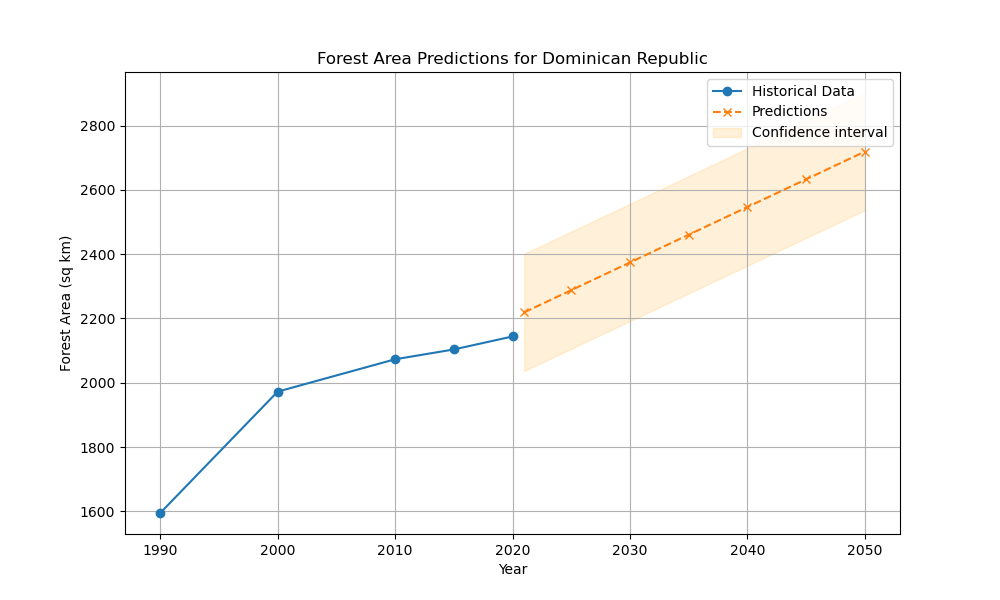 Forest Area Predictions for Dominican Republic
Historical Data
Predictions
Confidence interval
2800
2600
2400
2200
2000
1800
1600
Forest Area (sq km)
1990 2000 2010 2020 2030 2040 2050
Year